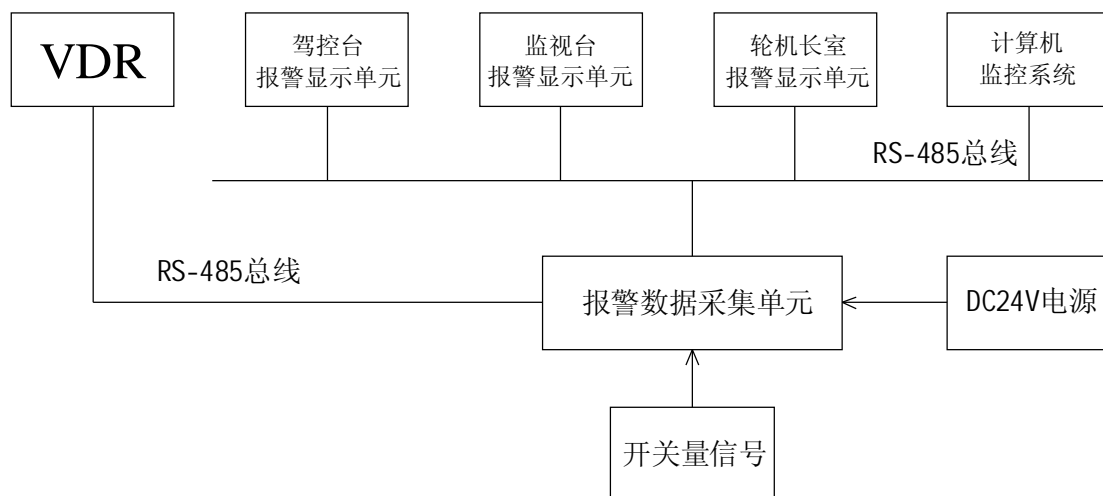 VDR
驾控台
报警显示单元
监视台
报警显示单元
轮机长室
报警显示单元
计算机
监控系统
RS-485总线
RS-485总线
报警数据采集单元
DC24V电源
开关量信号